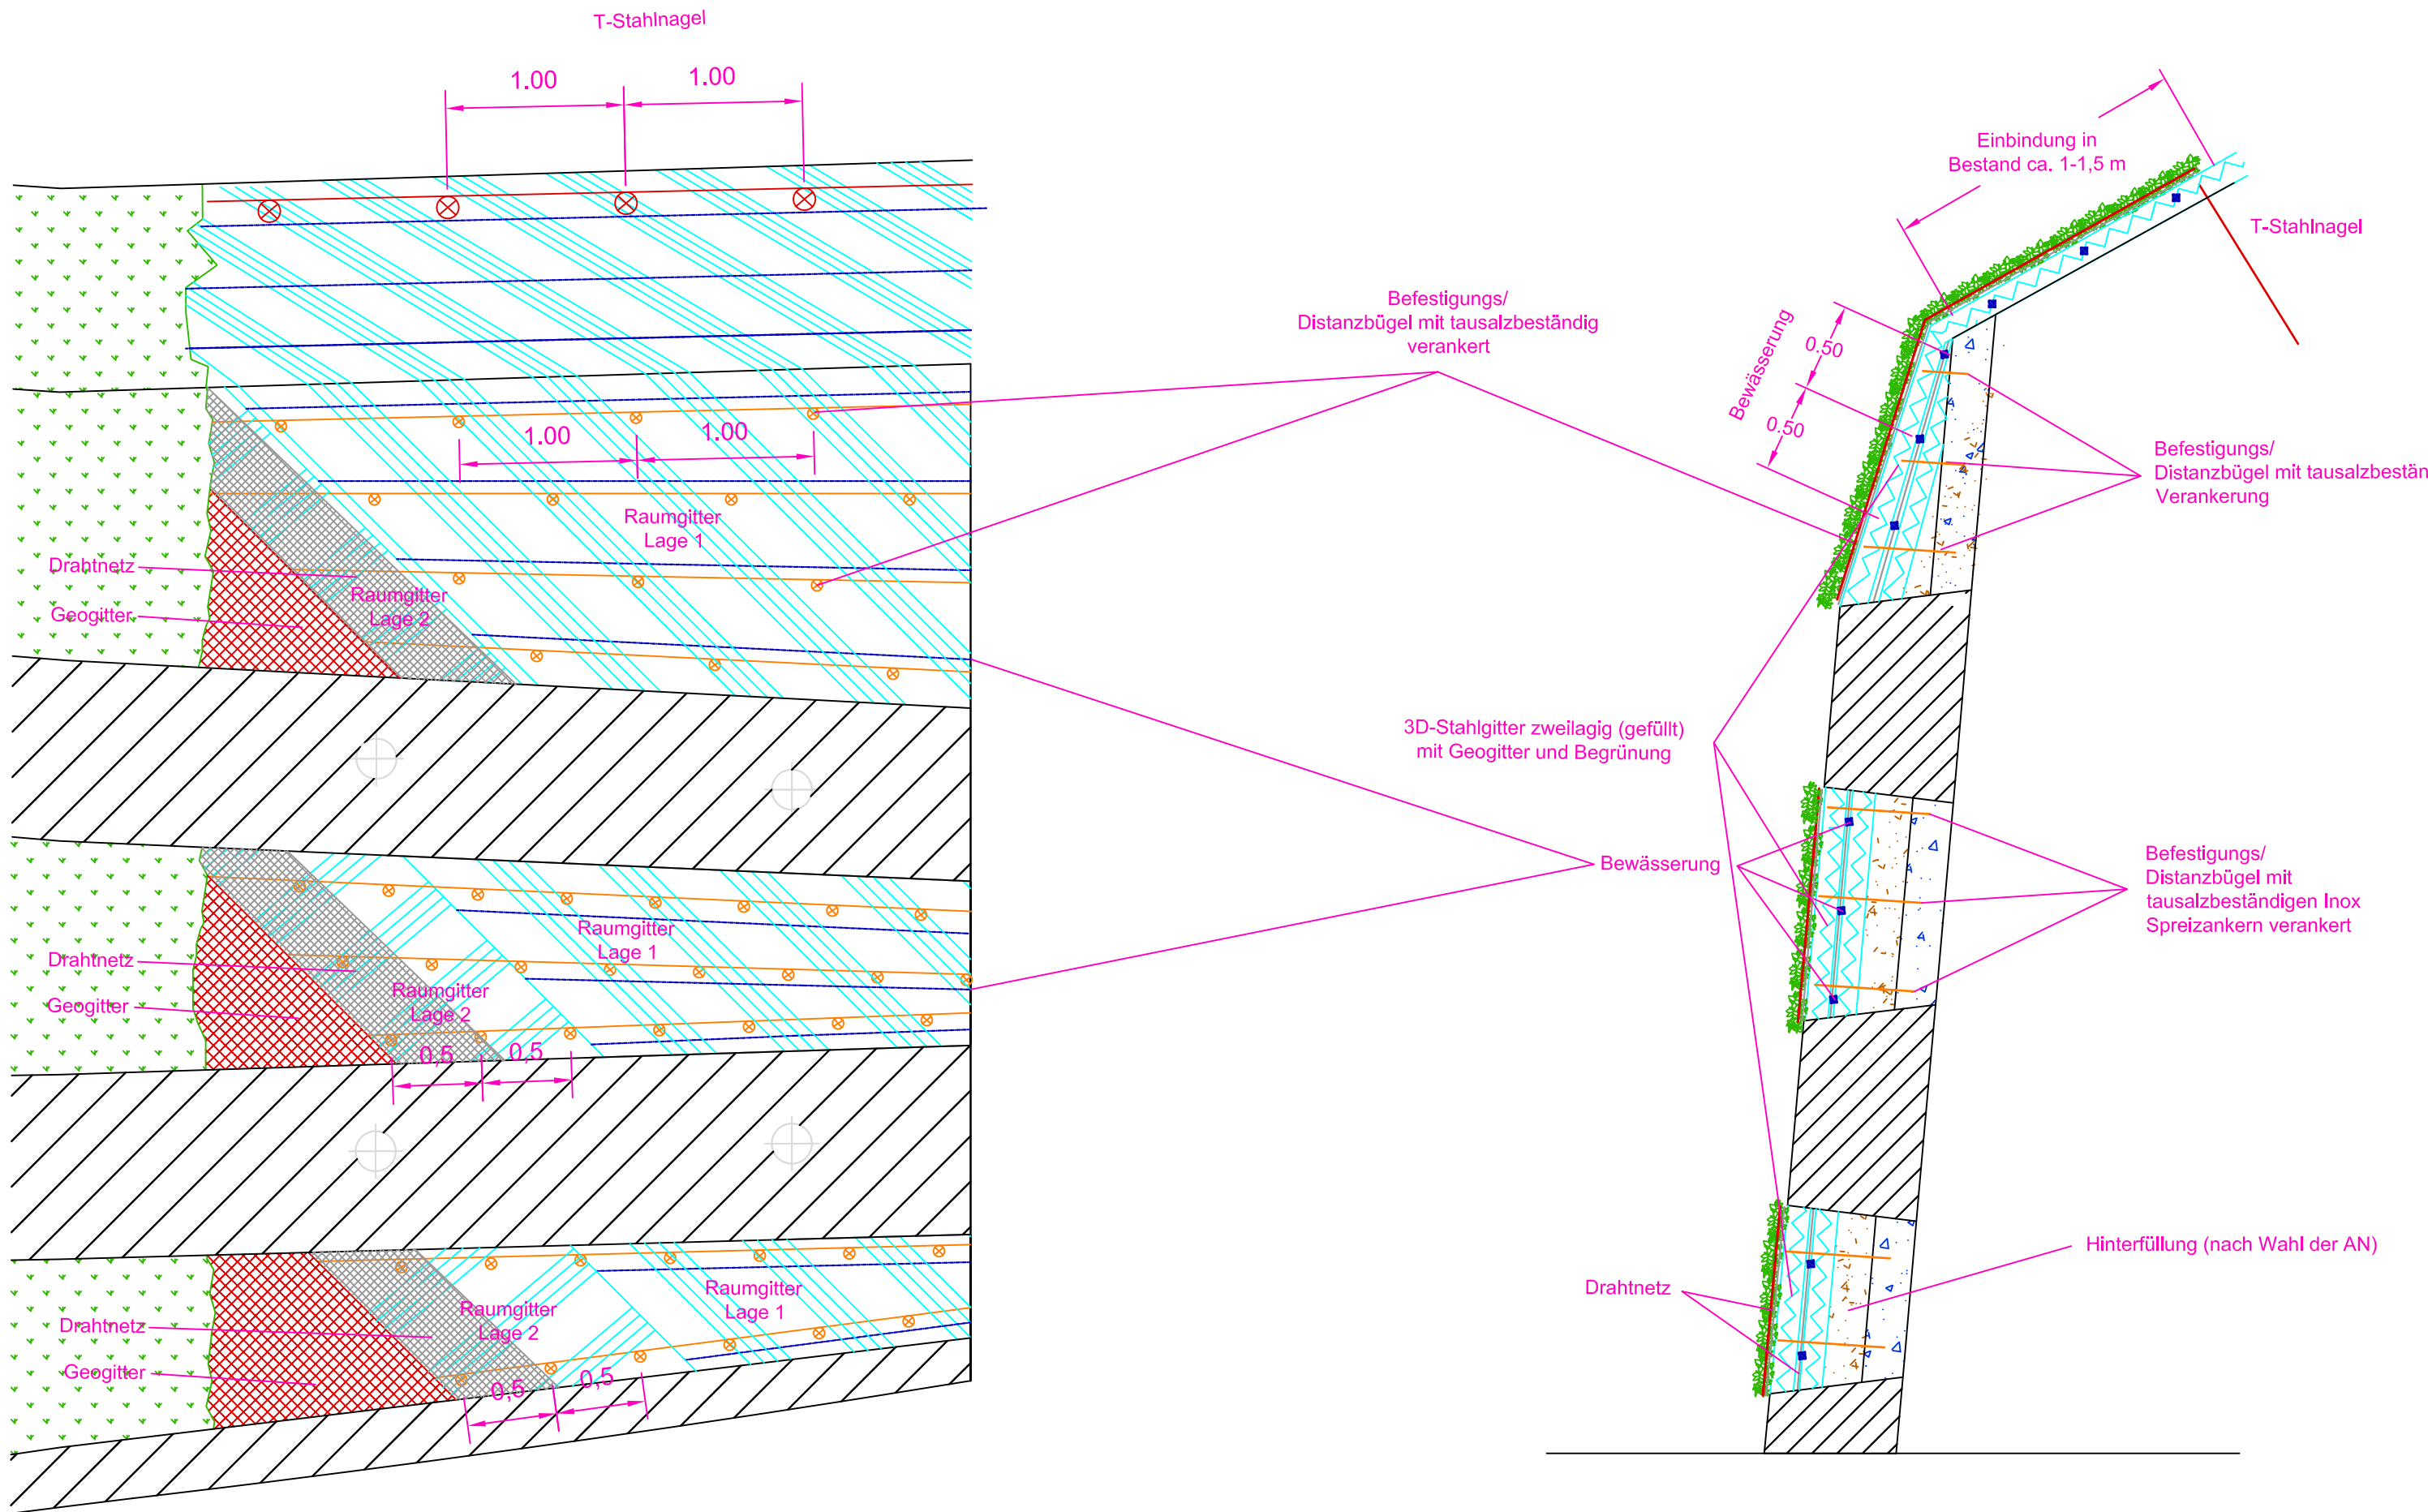 T-Stahlnagel
1.00
1.00
1.00
1.00
Raumgitter
Lage 1
Drahtnetz
Geogitter
Raumgitter
Lage 2
Raumgitter
Lage 1
Drahtnetz
Geogitter
Raumgitter
Lage 2
0,5
0,5
Raumgitter
Lage 1
Raumgitter
Lage 2
Drahtnetz
Geogitter
0,5
0,5
Befestigungs/
Distanzbügel mit tausalzbeständig
verankert
3D-Stahlgitter zweilagig (gefüllt)
mit Geogitter und Begrünung
Bewässerung
Drahtnetz
Einbindung in
Bestand ca. 1-1,5 m
T-Stahlnagel
Bewässerung
0.50
0.50
Befestigungs/
Distanzbügel mit tausalzbestän
Verankerung
Befestigungs/
Distanzbügel mit
tausalzbeständigen Inox
Spreizankern verankert
Hinterfüllung (nach Wahl der AN)